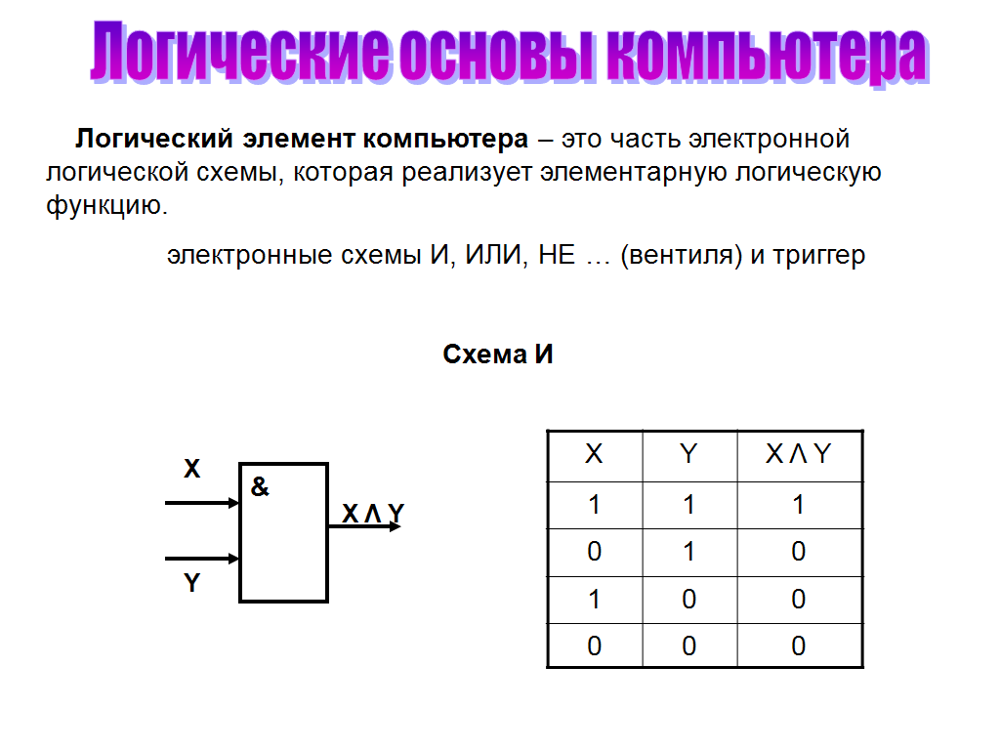 Логические основы компьютера
Логический элемент компьютера – это часть электронной
логической схемы, которая реализует элементарную логическую
функцию.
электронные схемы И, ИЛИ, НЕ … (вентиля) и триггер
Схема И
X
&
X Λ Y
Y
X Y X Λ Y
1 1 1
0 1 0
1 0 0
0 0 0